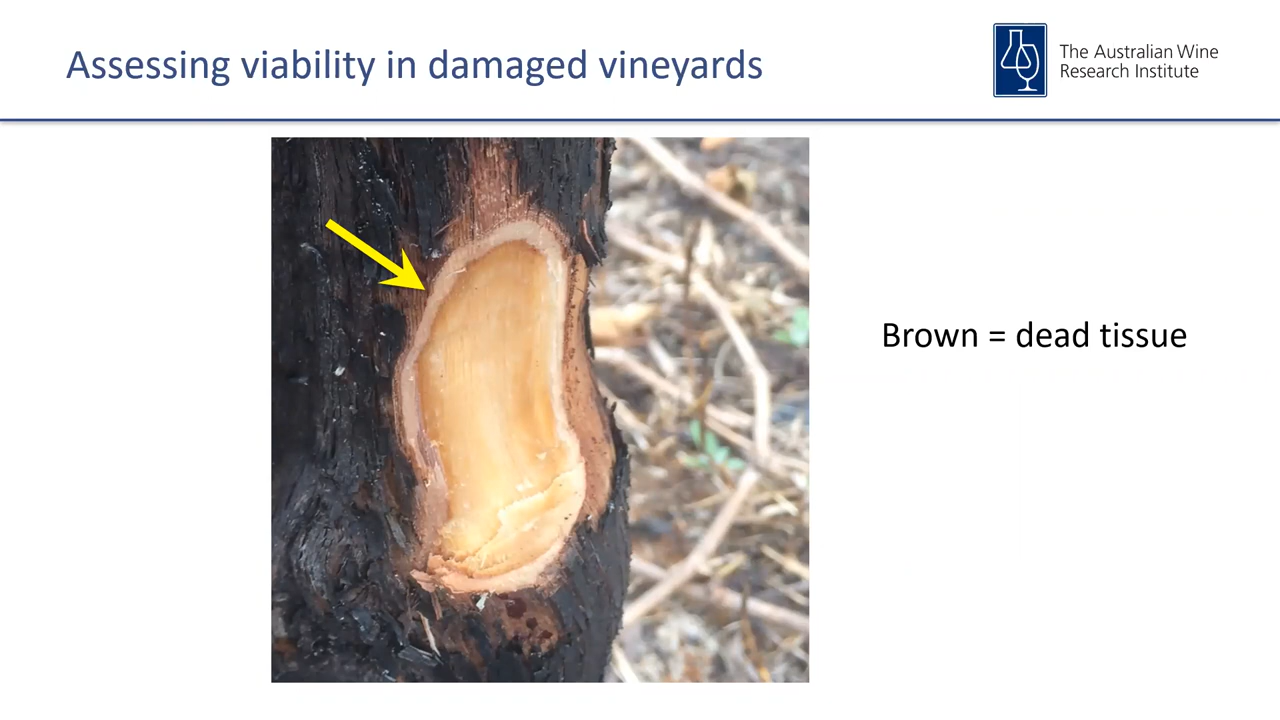 Assessing viability in damaged vineyards
The Australian Wine
Research Institute
Brown = dead tissue